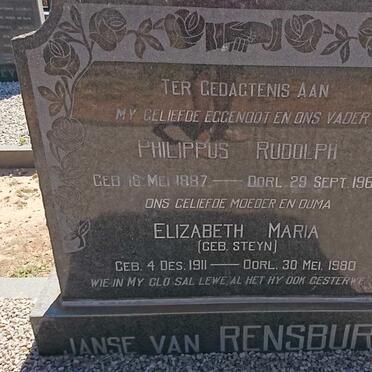 TER GEDAGTENIS AAN
MY GELIEFDE EGGENOOT EN ONS VADER
PHILIPPUS RUDOLPH
GEB. 16 MEI 1887 — OORL. 29 SEPT. 196
ONS GELIEFDE MOEDER EN OUMA
ELIZABETH MARIA
(GEB. STEYN)
GEB. 4 DES. 1911 — OORL. 30 MEI. 1980
WIE IN MY GLO SAL LEWE, AL HET HY OOK GESTERWE
JANSE VAN RENSBUR